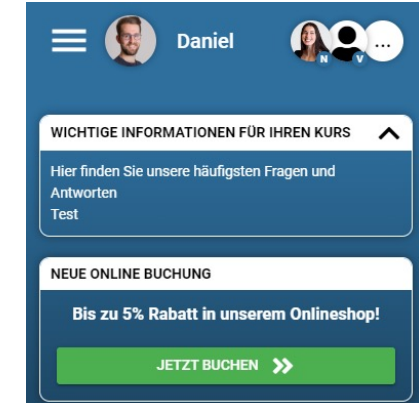 Daniel
N
V
...
WICHTIGE INFORMATIONEN FÜR IHREN KURS
Hier finden Sie unsere häufigsten Fragen und
Antworten
Test
NEUE ONLINE BUCHUNG
Bis zu 5% Rabatt in unserem Onlineshop!
JETZT BUCHEN